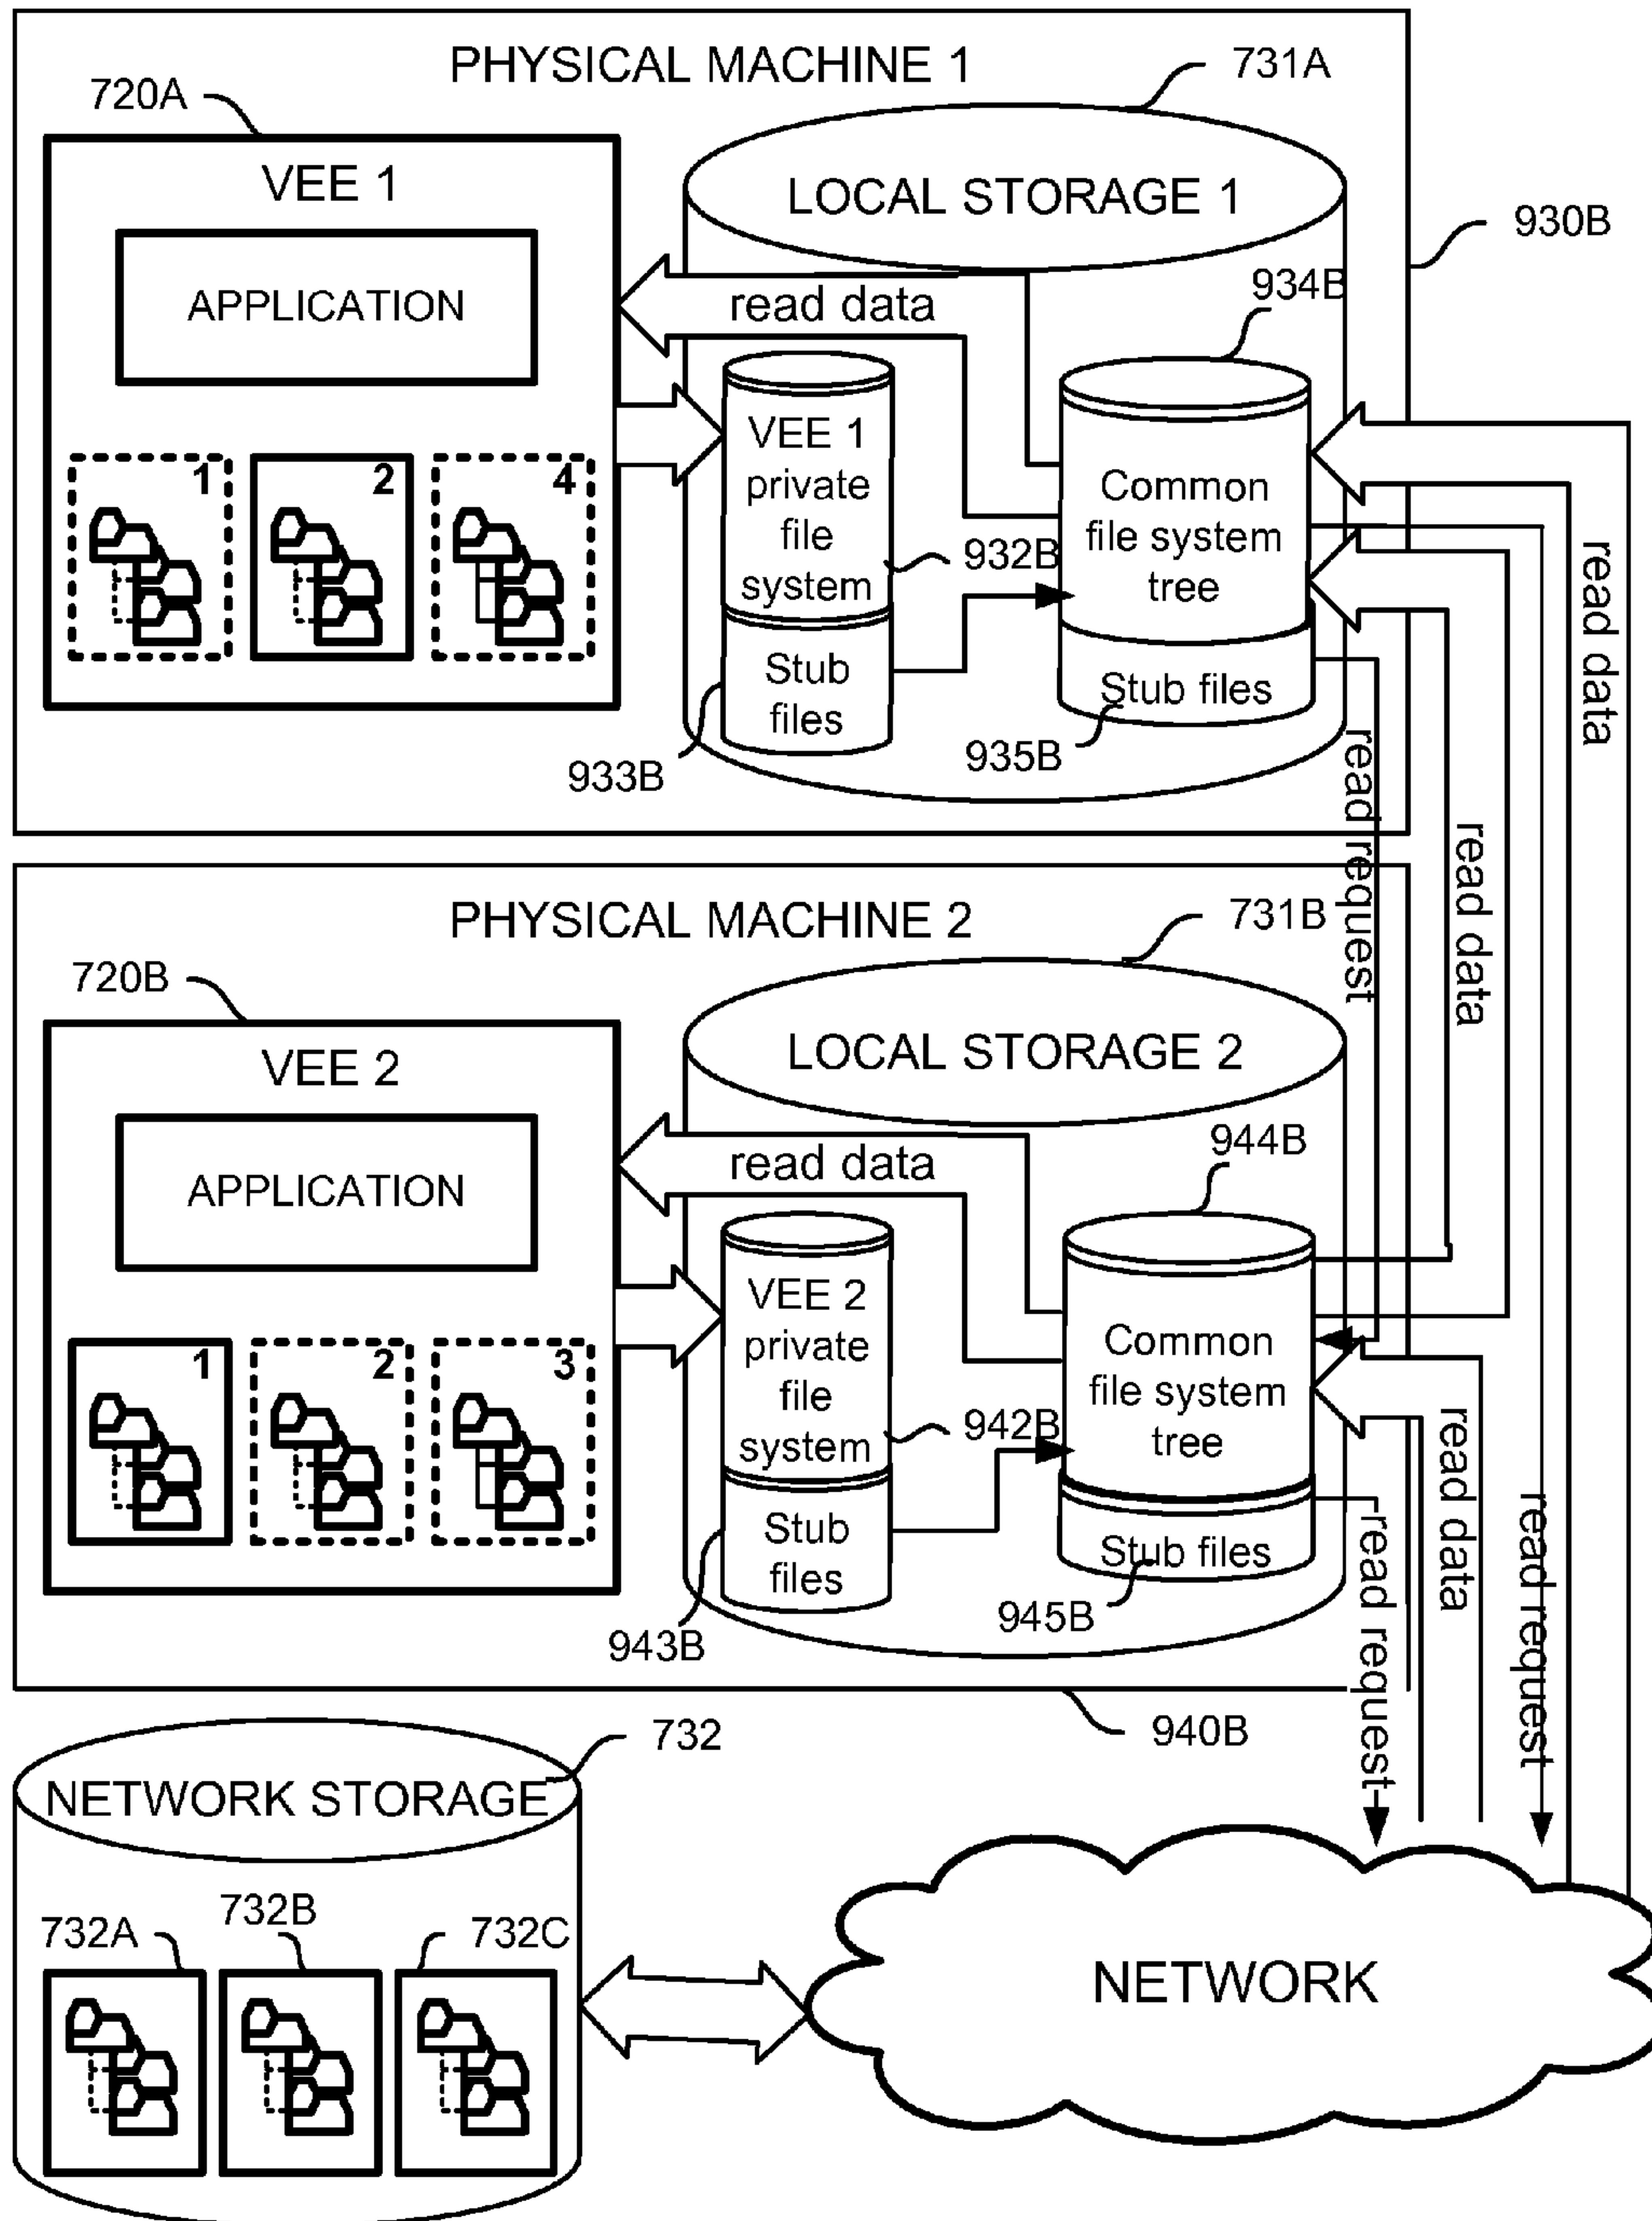 PHYSICAL MACHINE 1
731A
720A
VEE 1
LOCAL STORAGE 1
930B
APPLICATION
read data
934B
VEE 1
private
file
system
1
2
4
Common
file system
tree
932B
read data
Stub
files
Stub files
933B
935B
read request
read data
PHYSICAL MACHINE 2
731B
720B
VEE 2
LOCAL STORAGE 2
944B
APPLICATION
read data
VEE 2
private
file
system
1
2
3
Common
file system
tree
942B
read data
read request
read request
Stub
files
Stub files
943B
945B
940B
732
NETWORK STORAGE
732A
732B
732C
NETWORK